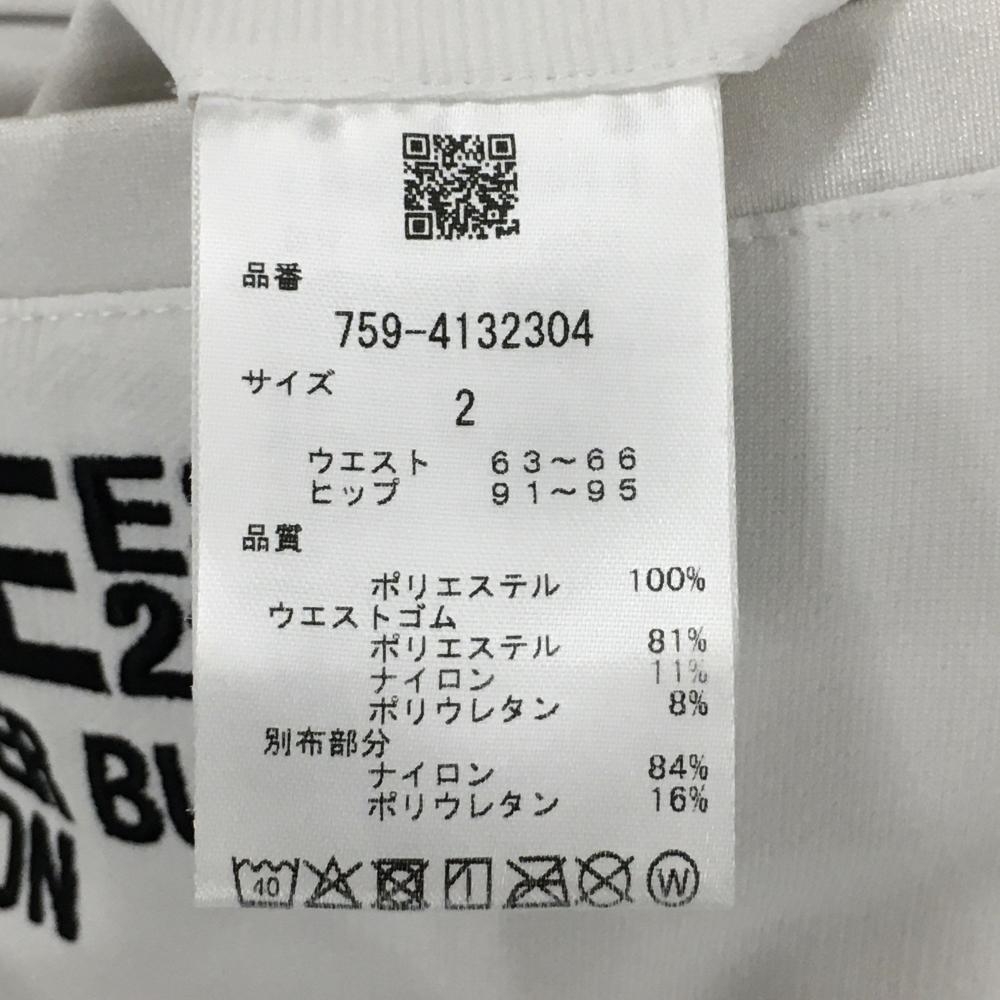 品番
759-4132304
サイズ
2
ウエスト 63～66
ヒップ 91～95
品質
ポリエステル 100%
ウエストゴム
ポリエステル 81%
ナイロン 11%
ポリウレタン 8%
別布部分
ナイロン 84%
ポリウレタン 16%
40
W
2
BU
ON